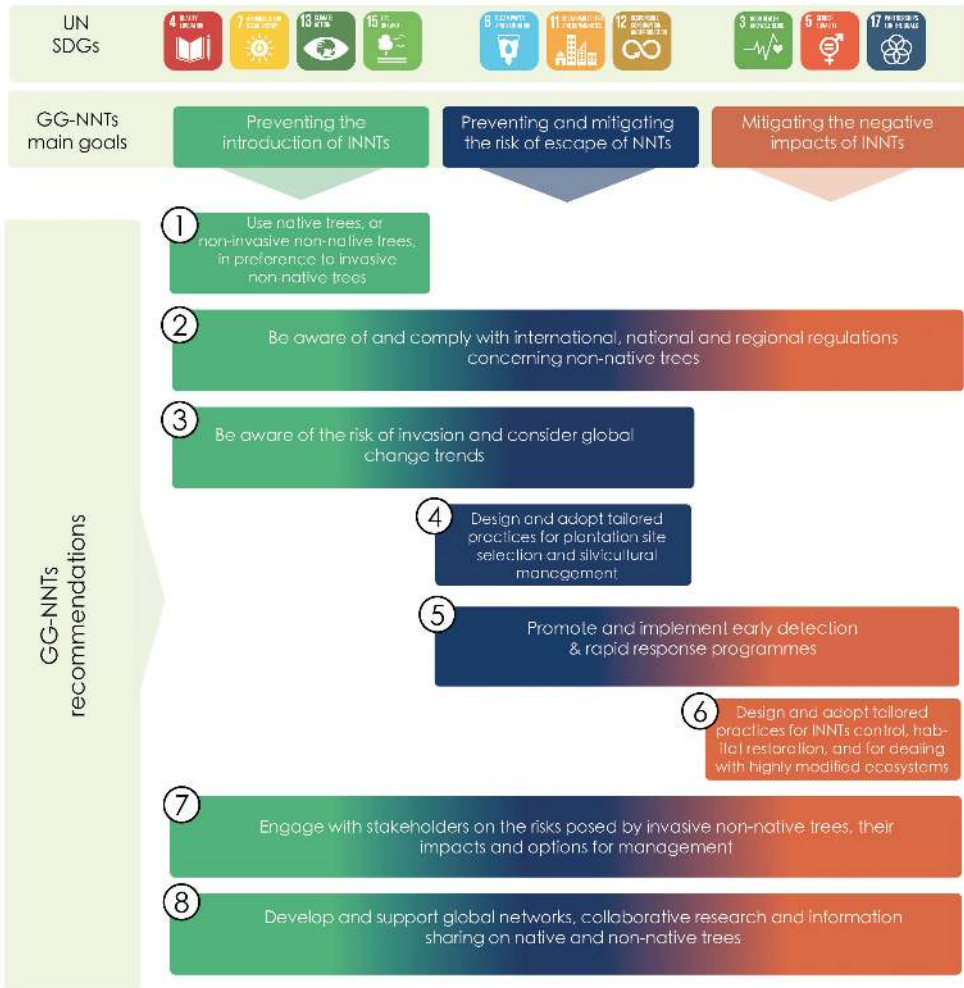 UN
SDGs
4
7
13 CLIMATE
ACTION
15
6
11
12
3
5 GENDER
EQUALITY
17 PARTNERSHIPS
FOR THE GOALS
GG-NNTs
main goals
Preventing the
introduction of INNTs
Preventing and mitigating
the risk of escape of NNTs
Mitigating the negative
impacts of INNTs
GG-NNTs
recommendations
1
Use native trees, or
non-invasive non-native trees,
in preference to invasive
non-native trees
2
Be aware of and comply with international, national and regional regulations
concerning non-native trees
3
Be aware of the risk of invasion and consider global
change trends
4
Design and adopt tailored
practices for plantation site
selection and silvicultural
management
5
Promote and implement early detection
& rapid response programmes
6
Design and adopt tailored
practices for INNTs control, hab-
itat restoration, and for dealing
with highly modified ecosystems
7
Engage with stakeholders on the risks posed by invasive non-native trees, their
impacts and options for management
8
Develop and support global networks, collaborative research and information
sharing on native and non-native trees